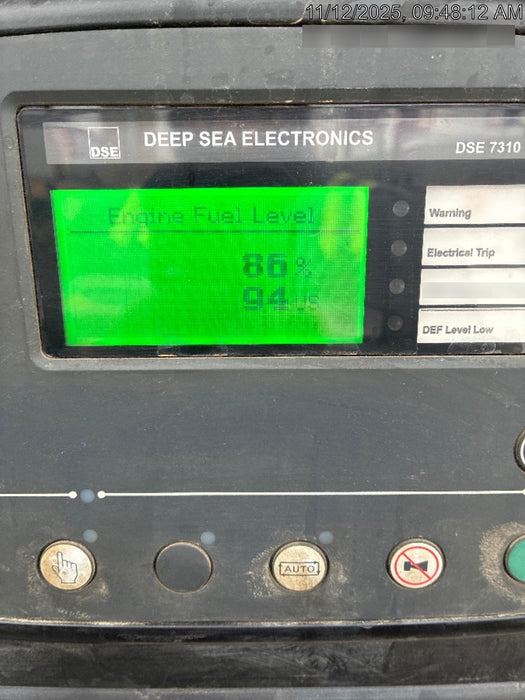 11/12/2025, 09:48:12 AM
DSE
DEEP SEA ELECTRONICS
DSE 7310
Engine Fuel Level
86%
94 US
Warning
Electrical Trip
DEF Level Low
AUTO